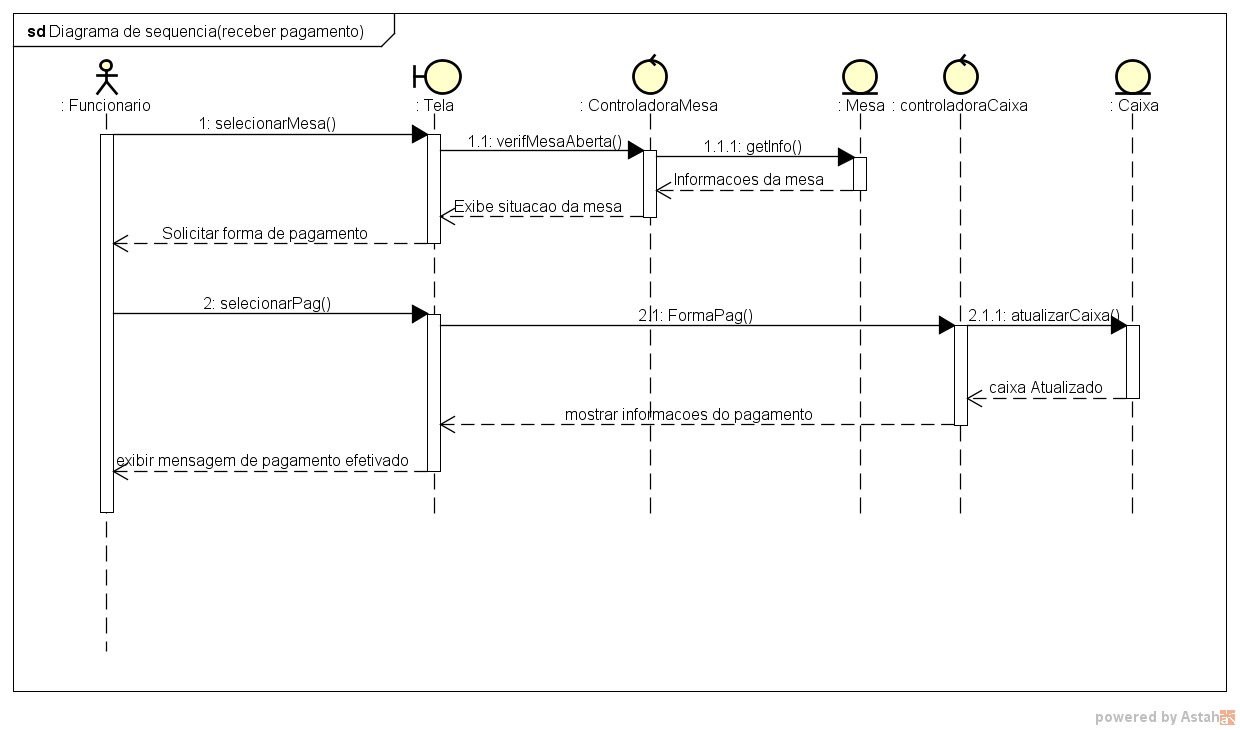 sd Diagrama de sequencia(receber pagamento)
: Funcionario
: Tela
: ControladoraMesa
: Mesa
: controladoraCaixa
: Caixa
1: selecionarMesa()
1.1: verifMesaAberta()
1.1.1: getInfo()
Informacoes da mesa
Exibe situacao da mesa
Solicitar forma de pagamento
2: selecionarPag()
2.1: FormaPag()
2.1.1: atualizarCaixa()
caixa Atualizado
mostrar informacoes do pagamento
exibir mensagem de pagamento efetivado
powered by Astah